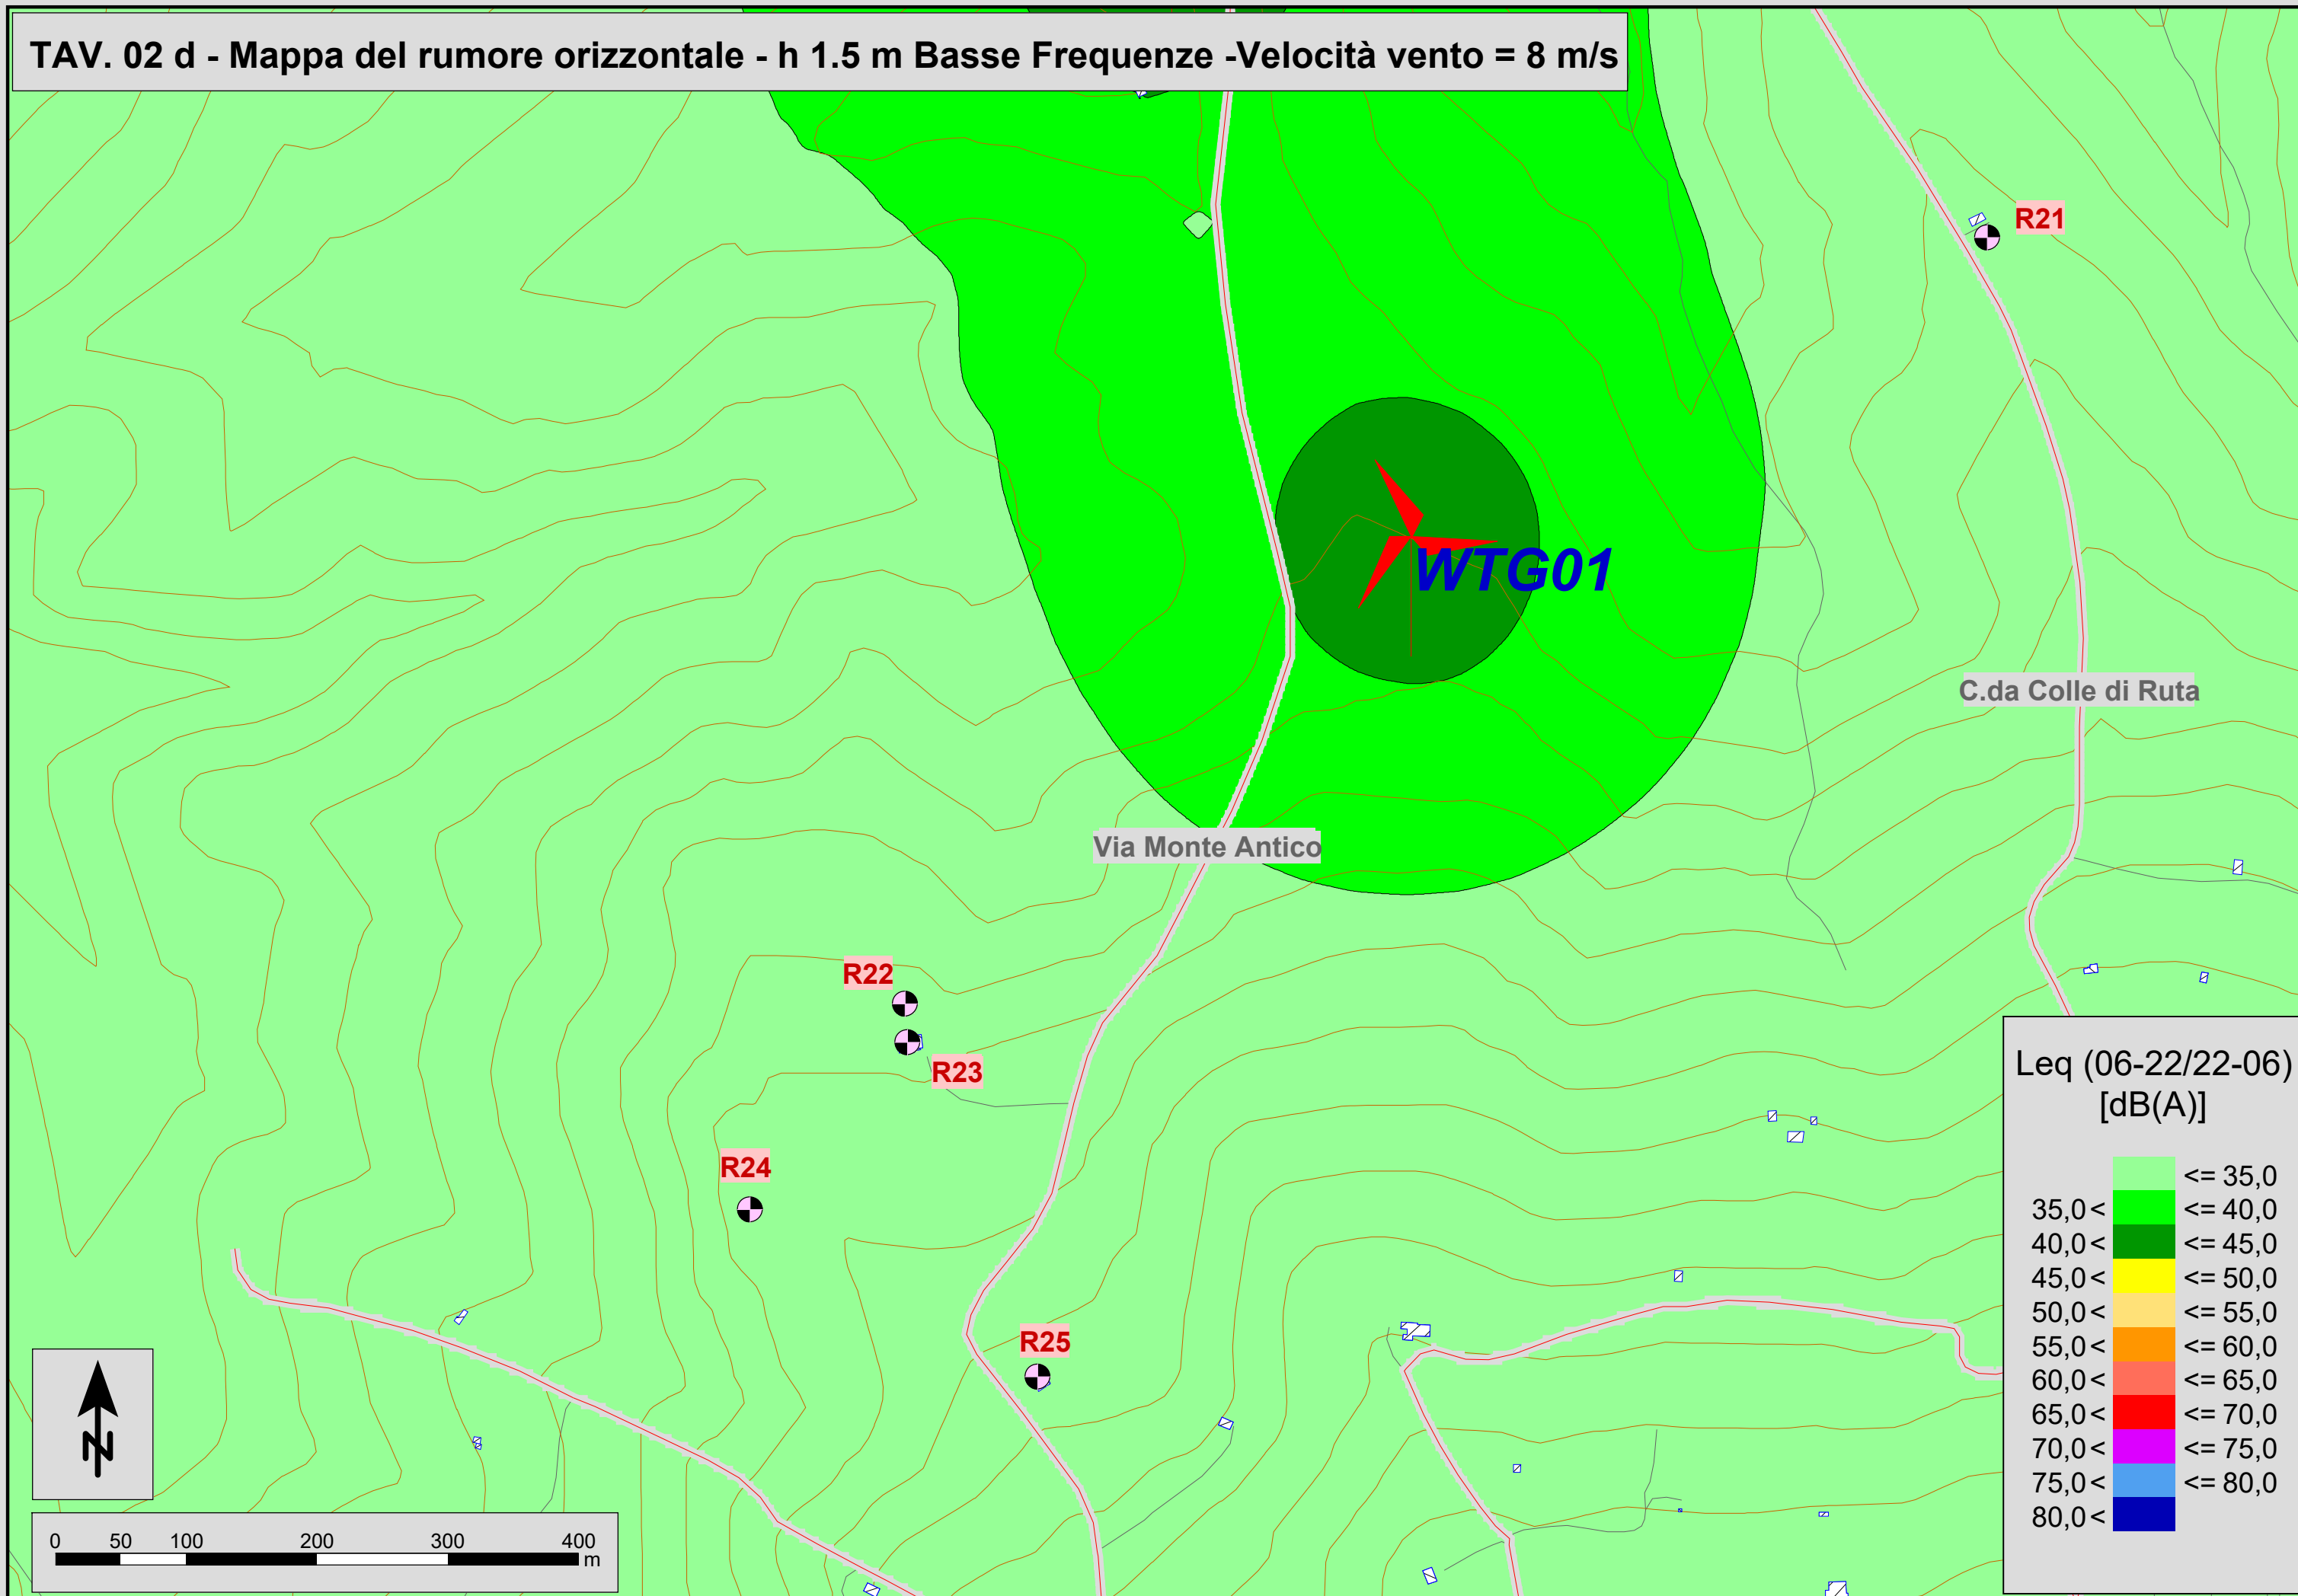 TAV. 02 d - Mappa del rumore orizzontale - h 1.5 m Basse Frequenze -Velocità vento = 8 m/s
R21
WTG01
C.da Colle di Ruta
Via Monte Antico
R22
R23
R24
R25
Leq (06-22/22-06)
[dB(A)]
<= 35,0
35,0 < <= 40,0
40,0 < <= 45,0
45,0 < <= 50,0
50,0 < <= 55,0
55,0 < <= 60,0
60,0 < <= 65,0
65,0 < <= 70,0
70,0 < <= 75,0
75,0 < <= 80,0
80,0 <
N
0 50 100 200 300 400
m